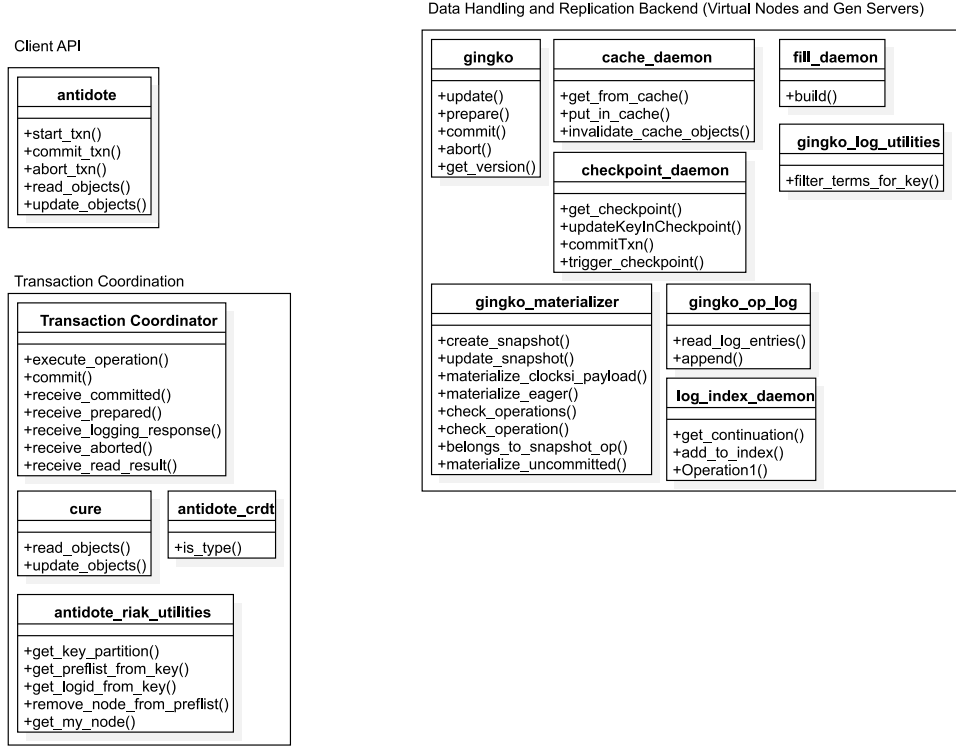 Client API
antidote
+start_txn()
+commit_txn()
+abort_txn()
+read_objects()
+update_objects()
Transaction Coordination
Transaction Coordinator
+execute_operation()
+commit()
+receive_committed()
+receive_prepared()
+receive_logging_response()
+receive_aborted()
+receive_read_result()
cure
+read_objects()
+update_objects()
antidote_crdt
+is_type()
antidote_riak_utilities
+get_key_partition()
+get_preflist_from_key()
+get_logid_from_key()
+remove_node_from_preflist()
+get_my_node()
Data Handling and Replication Backend (Virtual Nodes and Gen Servers)
gingko
+update()
+prepare()
+commit()
+abort()
+get_version()
cache_daemon
+get_from_cache()
+put_in_cache()
+invalidate_cache_objects()
fill_daemon
+build()
gingko_log_utilities
+filter_terms_for_key()
checkpoint_daemon
+get_checkpoint()
+updateKeyInCheckpoint()
+commitTxn()
+trigger_checkpoint()
gingko_materializer
+create_snapshot()
+update_snapshot()
+materialize_clocksi_payload()
+materialize_eager()
+check_operations()
+check_operation()
+belongs_to_snapshot_op()
+materialize_uncommitted()
gingko_op_log
+read_log_entries()
+append()
log_index_daemon
+get_continuation()
+add_to_index()
+Operation1()